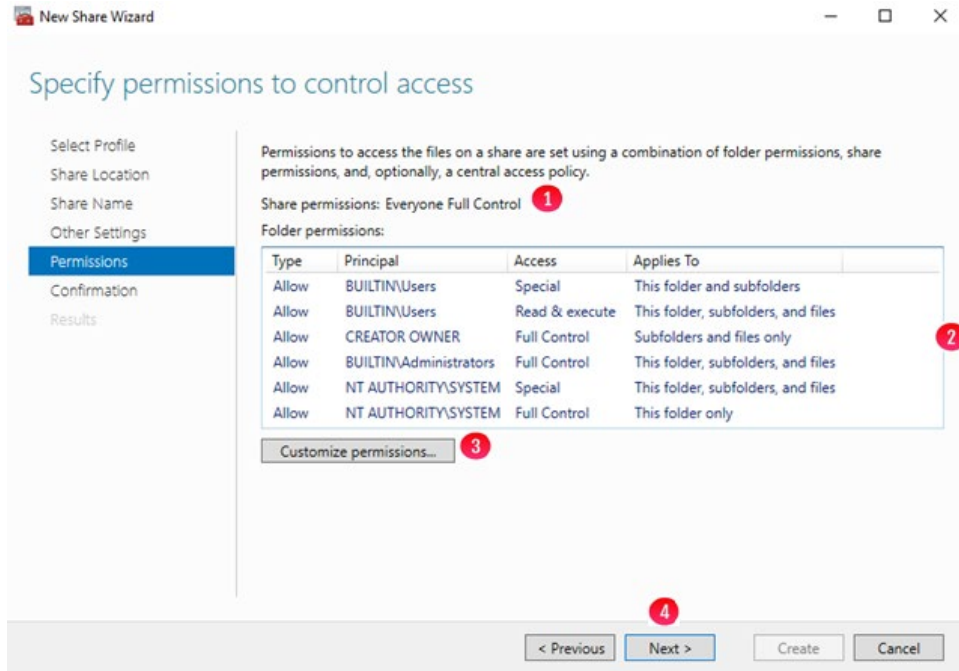 New Share Wizard
Specify permissions to control access
Select Profile
Share Location
Share Name
Other Settings
Permissions
Confirmation
Results
Permissions to access the files on a share are set using a combination of folder permissions, share
permissions, and, optionally, a central access policy.
Share permissions: Everyone Full Control 1
Folder permissions:
Type Principal Access Applies To
Allow BUILTIN\Users Special This folder and subfolders
Allow BUILTIN\Users Read & execute This folder, subfolders, and files
Allow CREATOR OWNER Full Control Subfolders and files only
2
Allow BUILTIN\Administrators Full Control This folder, subfolders, and files
Allow NT AUTHORITY\SYSTEM Special This folder, subfolders, and files
Allow NT AUTHORITY\SYSTEM Full Control This folder only
Customize permissions... 3
4
< Previous Next > Create Cancel